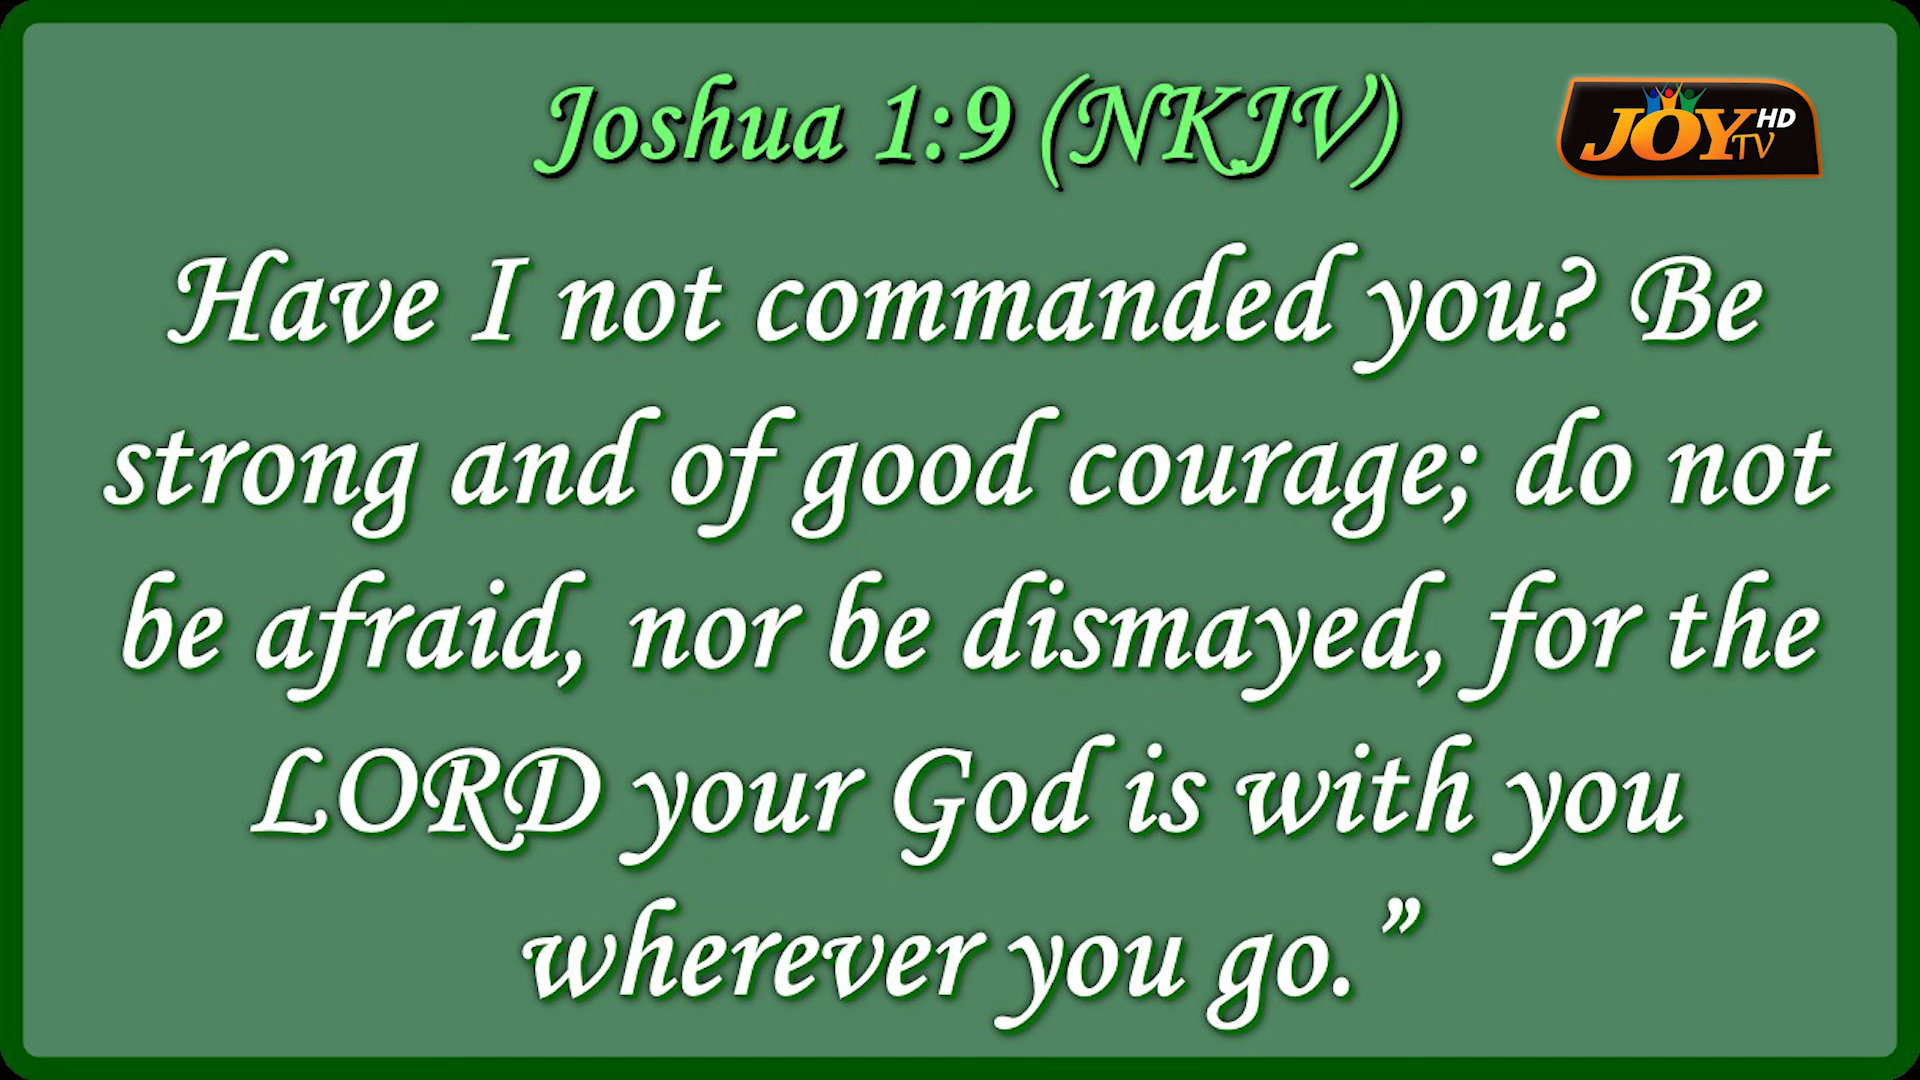 Joshua 1:9 (NKJV)
JOY TV HD
Have I not commanded you? Be
strong and of good courage; do not
be afraid, nor be dismayed, for the
LORD your God is with you
wherever you go.”